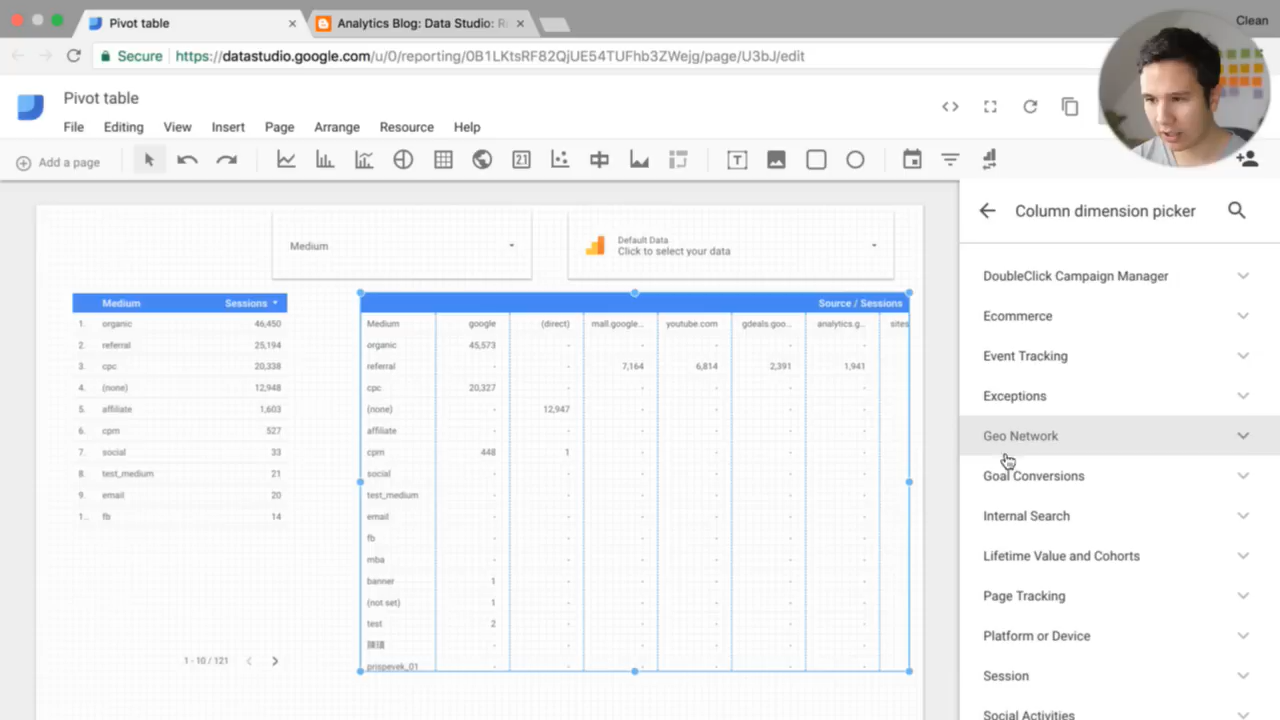 Pivot table
Analytics Blog: Data Studio: R
Clean
Secure
https://datastudio.google.com/u/0/reporting/0B1LKtsRF82QjUE54TUFhb3ZWejg/page/U3bJ/edit
Pivot table
File Editing View Insert Page Arrange Resource Help
Add a page
21
T
Column dimension picker
Medium
Default Data
Click to select your data
Medium Sessions
1. organic 46,450
2. referral 25,194
3. cpc 20,338
4. (none) 12,948
5. affiliate 1,603
6. cpm 527
7. social 33
8. test_medium 21
9. email 20
1... fb 14
1 - 10 / 121
Source / Sessions
Medium google (direct) mall.google... youtube.com gdeals.goo... analytics.g... sites
organic 45,573 - - - - -
referral - - 7,164 6,814 2,391 1,941
cpc 20,327 - - - - -
(none) - 12,947 - - - -
affiliate - - - - - -
cpm 448 1 - - - -
social - - - - - -
test_medium - - - - - -
email - - - - - -
fb - - - - - -
mba - - - - - -
banner 1 - - - - -
(not set) 1 - - - - -
test 2 - - - - -
prispevek_01 - - - - - -
DoubleClick Campaign Manager
Ecommerce
Event Tracking
Exceptions
Geo Network
Goal Conversions
Internal Search
Lifetime Value and Cohorts
Page Tracking
Platform or Device
Session
Social Activities